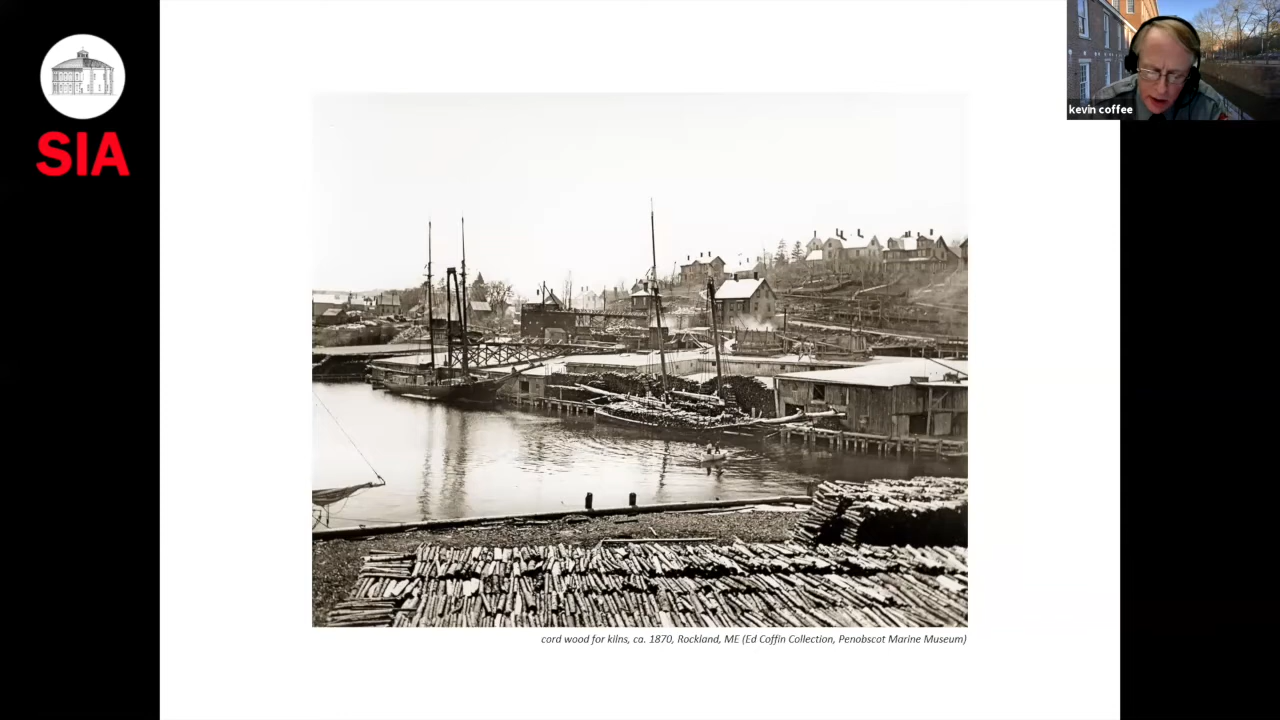 SIA
kevin coffee
cord wood for kilns, ca. 1870, Rockland, ME (Ed Coffin Collection, Penobscot Marine Museum)